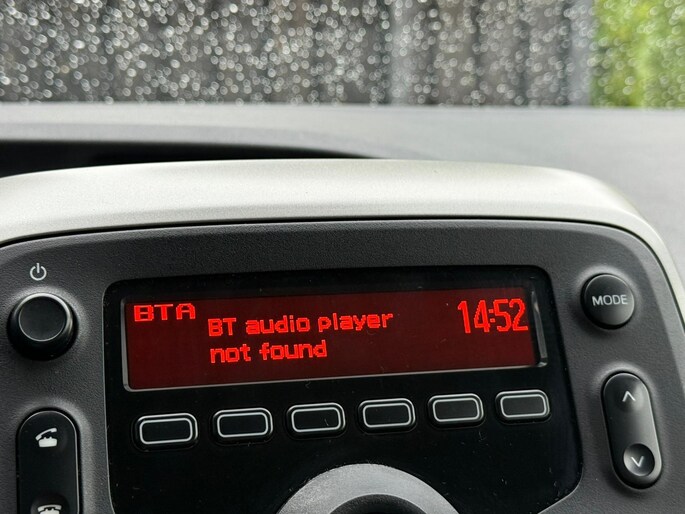 BTA
BT audio player
not found
14:52
MODE